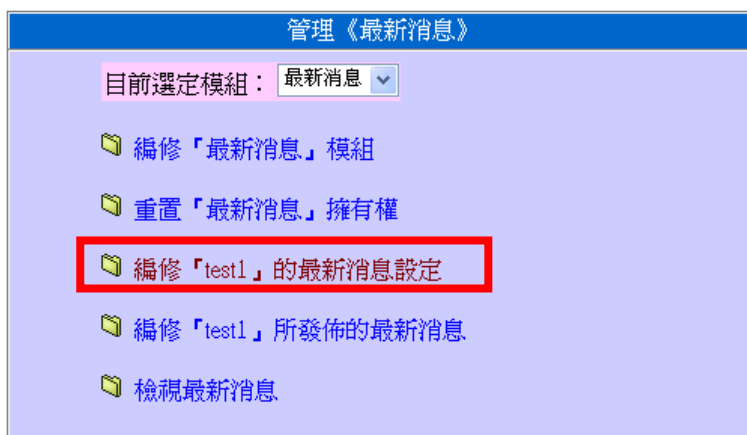 管理《最新消息》
目前選定模組： 最新消息
編修「最新消息」模組
重置「最新消息」擁有權
編修「test1」的最新消息設定
編修「test1」所發佈的最新消息
檢視最新消息